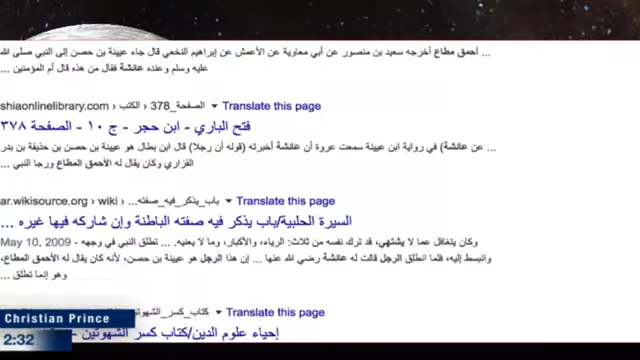 ... أحمق مطاع أخرجه سعيد بن منصور عن أبي معاوية عن الأعمش عن إبراهيم النخعي قال جاء عيينة بن حصن إلى النبي صلى الله
عليه وسلم وعنده عائشة فقال من هذه قال أم المؤمنين ...
shiaonlinelibrary.com › الكتب › الصفحة_378 ▾ Translate this page
فتح الباري - ابن حجر - ج ١٠ - الصفحة ٣٧٨
... عن عائشة) في رواية ابن عيينة سمعت عروة أن عائشة أخبرته (قوله أن رجلا) قال ابن بطال هو عيينة بن حصن بن حذيفة بن بدر
الفزاري وكان يقال له الأحمق المطاع ورجا النبي ...
ar.wikisource.org › wiki › باب_يذكر_فيه_صفته... ▾ Translate this page
السيرة الحلبية/باب يذكر فيه صفته الباطنة وإن شاركه فيها غيره ...
May 10, 2009 - وكان يتغافل عما لا يشتهي، قد ترك نفسه من ثلاث: الرياء، والأكبار، وما لا يعنيه. ... تطلق النبي في وجهه
وانبسط إليه، فلما انطلق الرجل قالت له عائشة رضي الله عنها ... إن هذا الرجل هو عيينة بن حصن، لأنه كان يقال له الأحمق المطاع،
وهو إنما تطلق ...
كتاب_كسر_الشهوتين ▾ Translate this page
إحياء علوم الدين/كتاب كسر الشهوتين -
Christian Prince
2:32